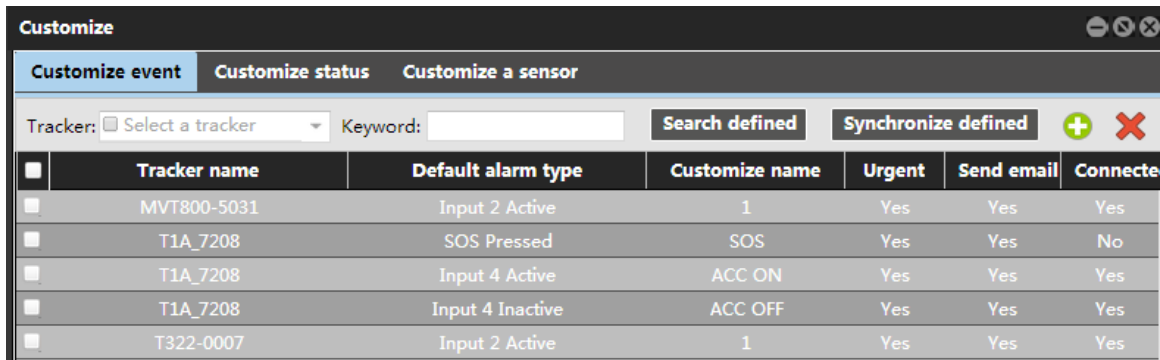 Customize
Customize event Customize status Customize a sensor
Tracker: Select a tracker Keyword: Search defined Synchronize defined
Tracker name Default alarm type Customize name Urgent Send email Connecte
MVT800-5031 Input 2 Active 1 Yes Yes Yes
T1A_7208 SOS Pressed SOS Yes Yes No
T1A_7208 Input 4 Active ACC ON Yes Yes Yes
T1A_7208 Input 4 Inactive ACC OFF Yes Yes Yes
T322-0007 Input 2 Active 1 Yes Yes Yes